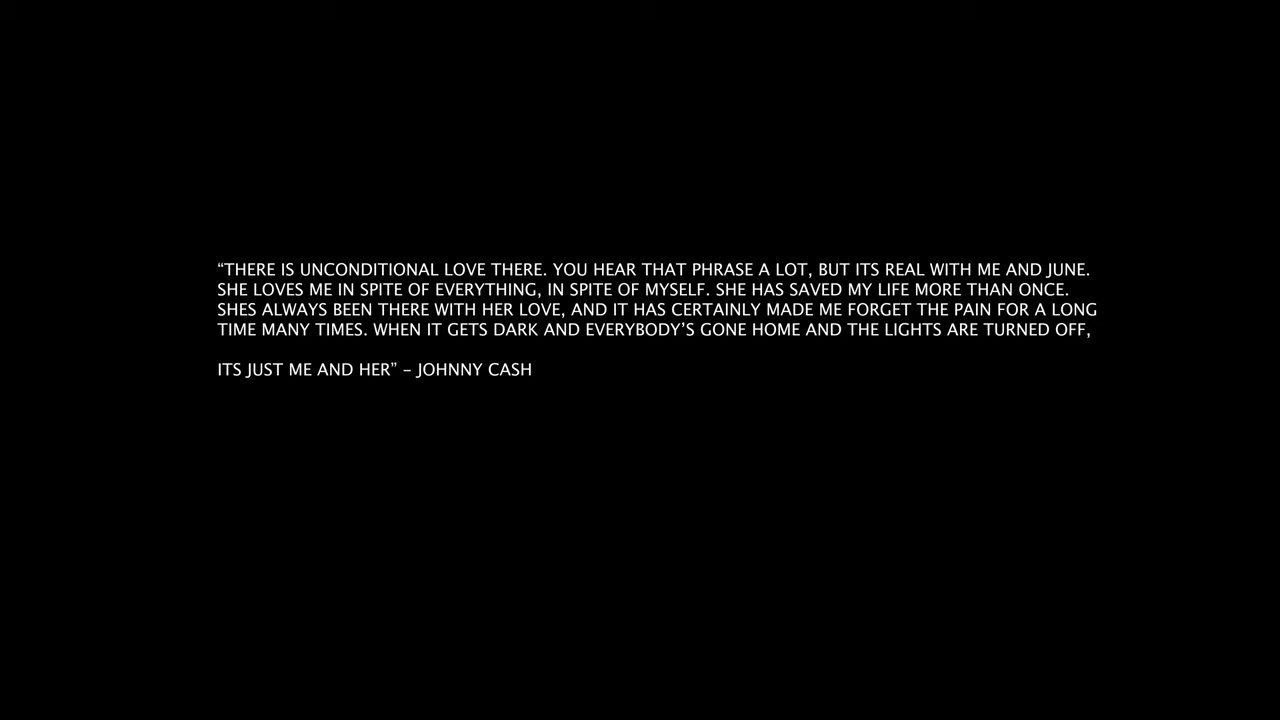 “THERE IS UNCONDITIONAL LOVE THERE. YOU HEAR THAT PHRASE A LOT, BUT ITS REAL WITH ME AND JUNE.
SHE LOVES ME IN SPITE OF EVERYTHING, IN SPITE OF MYSELF. SHE HAS SAVED MY LIFE MORE THAN ONCE.
SHES ALWAYS BEEN THERE WITH HER LOVE, AND IT HAS CERTAINLY MADE ME FORGET THE PAIN FOR A LONG
TIME MANY TIMES. WHEN IT GETS DARK AND EVERYBODY’S GONE HOME AND THE LIGHTS ARE TURNED OFF,
ITS JUST ME AND HER” – JOHNNY CASH